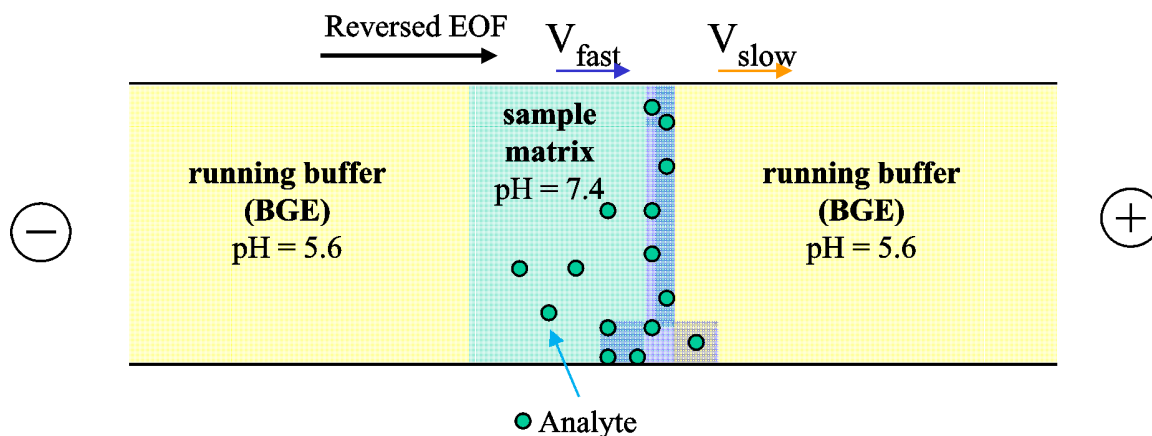 Reversed EOF
V fast
V slow
sample
matrix
pH = 7.4
running buffer
(BGE)
pH = 5.6
running buffer
(BGE)
pH = 5.6
−
+
Analyte